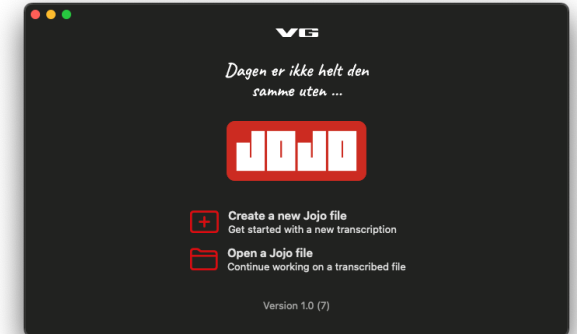 VG
Dagen er ikke helt den
samme uten ...
JOJO
Create a new Jojo file
Get started with a new transcription
Open a Jojo file
Continue working on a transcribed file
Version 1.0 (7)